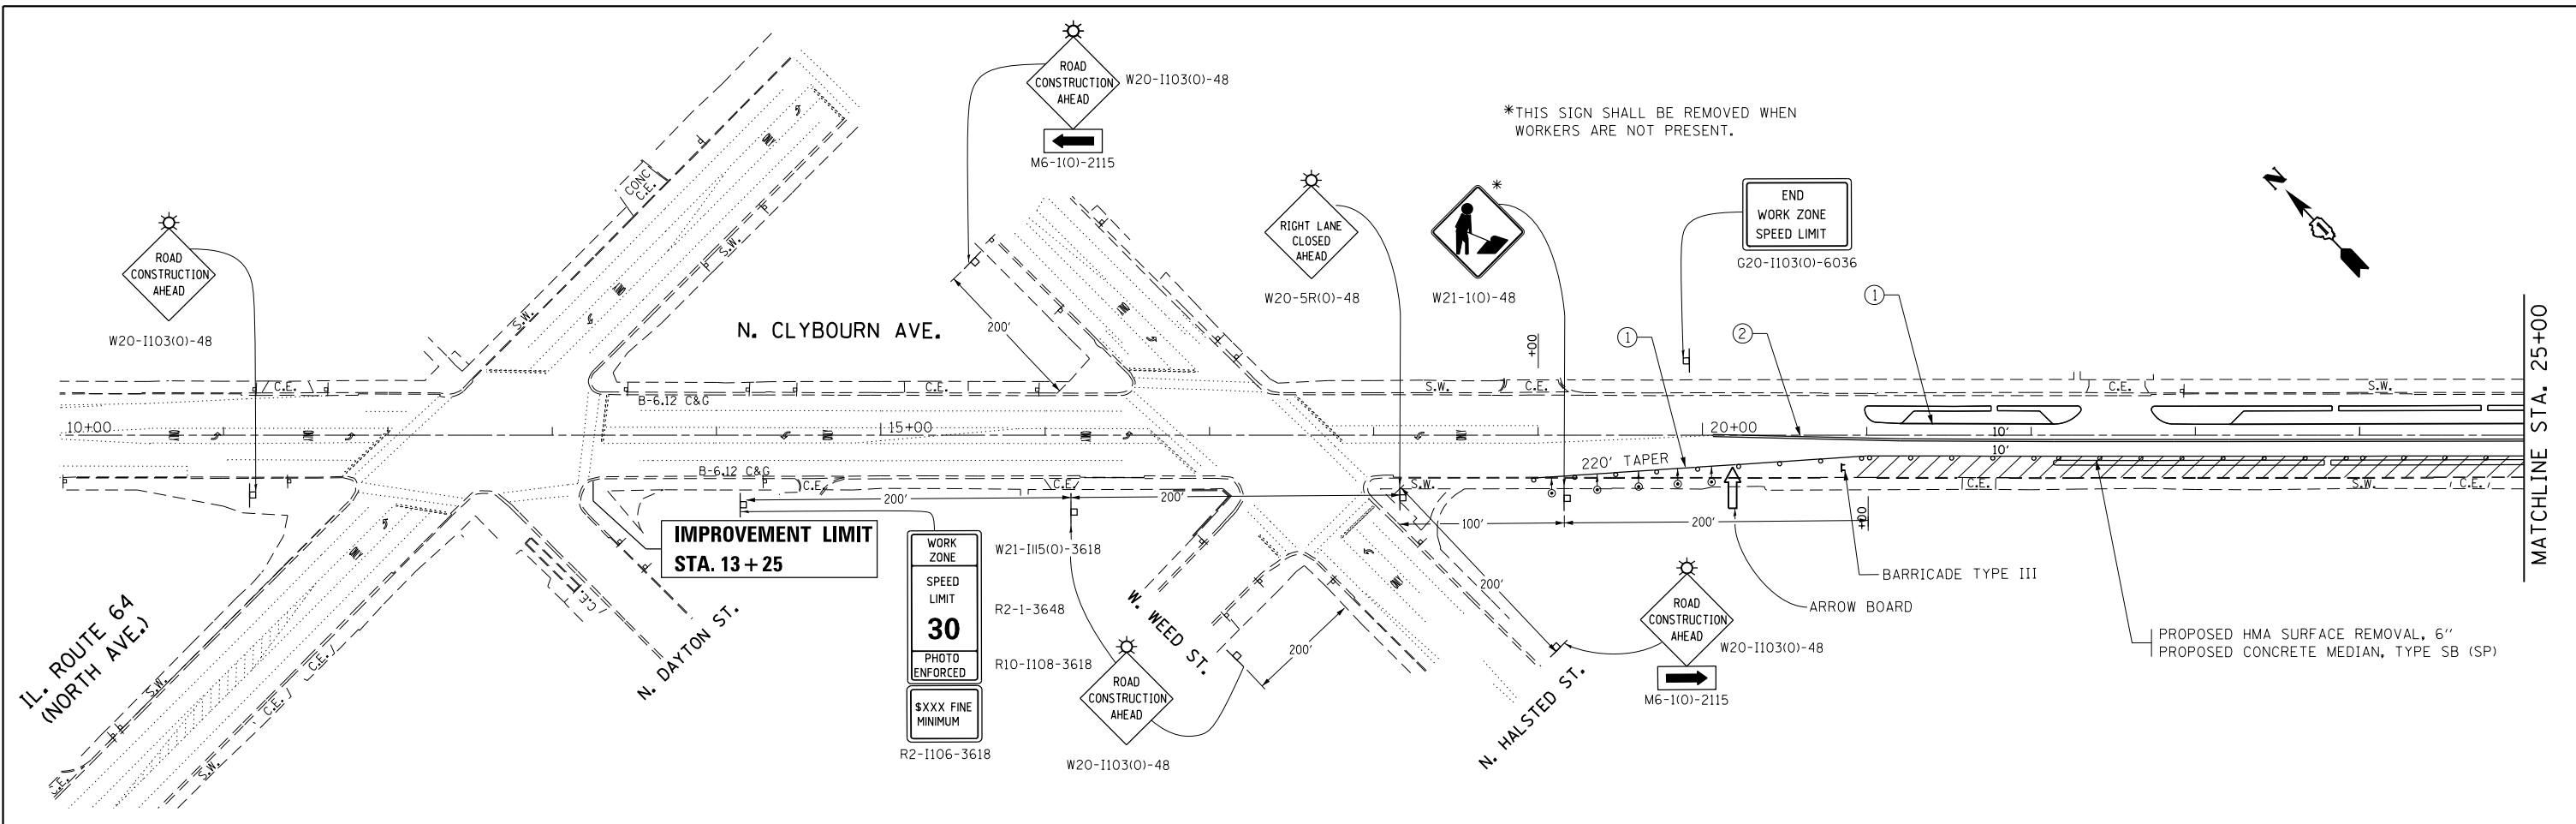 ROAD
CONSTRUCTION
AHEAD
W20-I103(O)-48
M6-1(O)-2115
*THIS SIGN SHALL BE REMOVED WHEN
WORKERS ARE NOT PRESENT.
ROAD
CONSTRUCTION
AHEAD
W20-I103(O)-48
RIGHT LANE
CLOSED
AHEAD
W20-5R(O)-48
*
W21-1(O)-48
END
WORK ZONE
SPEED LIMIT
G20-I103(O)-6036
N
1
CONC
C.E.
S.W.
S.W.
N. CLYBOURN AVE.
200'
+00
1
2
1
MATCHLINE STA. 25+00
C.E.
C.E.
S.W.
C.E.
C.E.
S.W.
B-6.12 C&G
10+00
15+00
20+00
10'
10'
220' TAPER
B-6.12 C&G
C.E.
C.E.
S.W.
C.E.
S.W.
C.E.
200'
200'
100'
200'
+00
IMPROVEMENT LIMIT
STA. 13+25
WORK
ZONE
SPEED
LIMIT
30
PHOTO
ENFORCED
$XXX FINE
MINIMUM
W21-I115(O)-3618
R2-1-3648
R10-I108-3618
R2-I106-3618
ROAD
CONSTRUCTION
AHEAD
W20-I103(O)-48
W. WEED ST.
200'
200'
N. HALSTED ST.
ROAD
CONSTRUCTION
AHEAD
W20-I103(O)-48
M6-1(O)-2115
BARRICADE TYPE III
ARROW BOARD
PROPOSED HMA SURFACE REMOVAL, 6''
PROPOSED CONCRETE MEDIAN, TYPE SB (SP)
IL. ROUTE 64
(NORTH AVE.)
S.W.
C.E.
C.E.
C.E.
S.W.
C.E.
N. DAYTON ST.